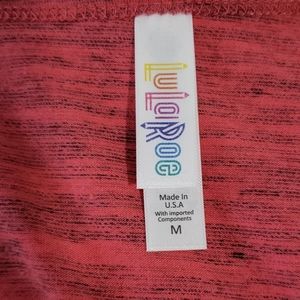 LuLaRoe
Made in
U.S.A
With imported
Components
M